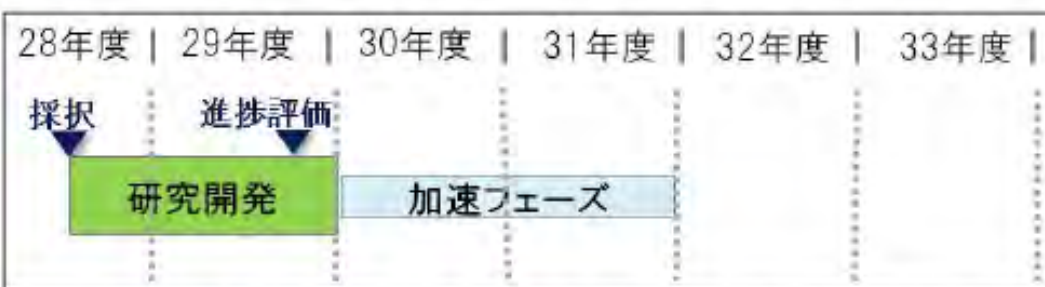 28年度 | 29年度 | 30年度 | 31年度 | 32年度 | 33年度 |
採択 進捗評価
研究開発 加速フェーズ